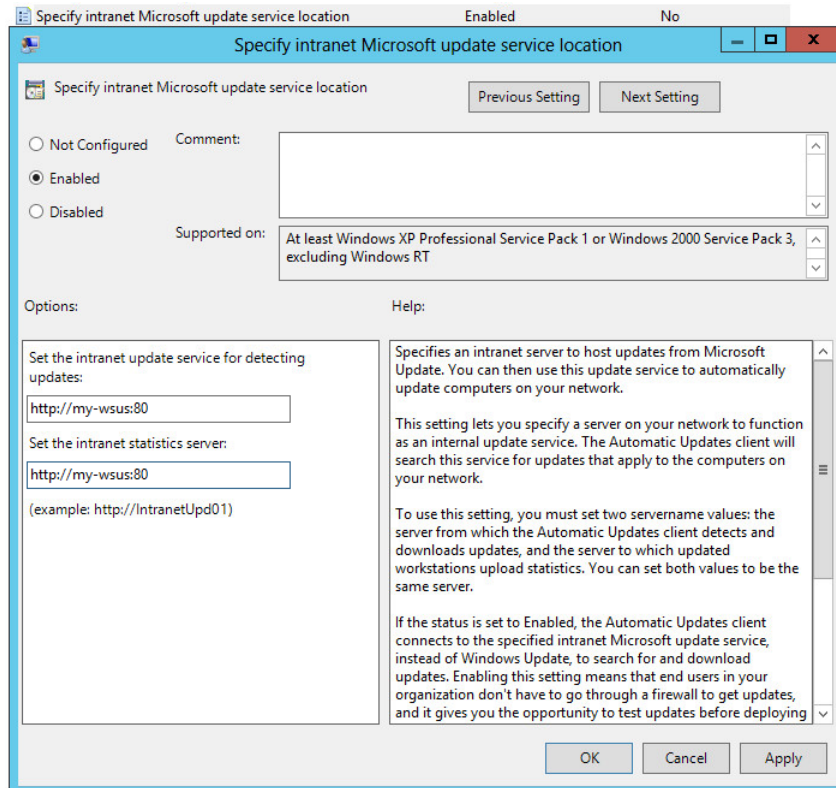 Specify intranet Microsoft update service location Enabled No
Specify intranet Microsoft update service location
Specify intranet Microsoft update service location
Previous Setting
Next Setting
Not Configured
Enabled
Disabled
Comment:
Supported on:
At least Windows XP Professional Service Pack 1 or Windows 2000 Service Pack 3,
excluding Windows RT
Options:
Help:
Set the intranet update service for detecting
updates:
http://my-wsus:80
Set the intranet statistics server:
http://my-wsus:80
(example: http://IntranetUpd01)
Specifies an intranet server to host updates from Microsoft
Update. You can then use this update service to automatically
update computers on your network.
This setting lets you specify a server on your network to function
as an internal update service. The Automatic Updates client will
search this service for updates that apply to the computers on
your network.
To use this setting, you must set two servername values: the
server from which the Automatic Updates client detects and
downloads updates, and the server to which updated
workstations upload statistics. You can set both values to be the
same server.
If the status is set to Enabled, the Automatic Updates client
connects to the specified intranet Microsoft update service,
instead of Windows Update, to search for and download
updates. Enabling this setting means that end users in your
organization don't have to go through a firewall to get updates,
and it gives you the opportunity to test updates before deploying
OK
Cancel
Apply